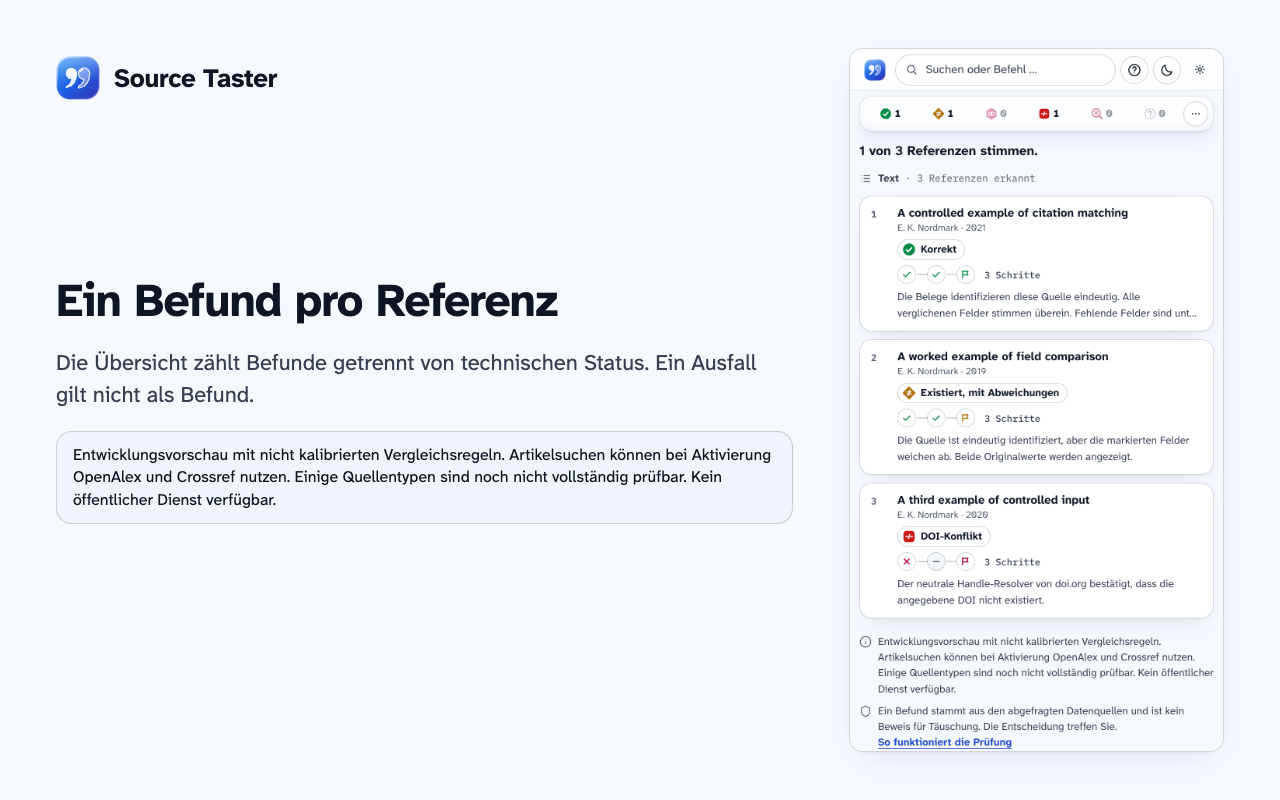 Source Taster
Ein Befund pro Referenz
Die Übersicht zählt Befunde getrennt von technischen Status. Ein Ausfall
gilt nicht als Befund.
Entwicklungsvorschau mit nicht kalibrierten Vergleichsregeln. Artikelsuchen können bei Aktivierung
OpenAlex und Crossref nutzen. Einige Quellentypen sind noch nicht vollständig prüfbar. Kein
öffentlicher Dienst verfügbar.
Suchen oder Befehl ...
1 1 0 1 0 0
1 von 3 Referenzen stimmen.
Text · 3 Referenzen erkannt
1 A controlled example of citation matching
E. K. Nordmark · 2021
Korrekt
3 Schritte
Die Belege identifizieren diese Quelle eindeutig. Alle
verglichenen Felder stimmen überein. Fehlende Felder sind unt...
2 A worked example of field comparison
E. K. Nordmark · 2019
Existiert, mit Abweichungen
3 Schritte
Die Quelle ist eindeutig identifiziert, aber die markierten Felder
weichen ab. Beide Originalwerte werden angezeigt.
3 A third example of controlled input
E. K. Nordmark · 2020
DOI-Konflikt
3 Schritte
Der neutrale Handle-Resolver von doi.org bestätigt, dass die
angegebene DOI nicht existiert.
Entwicklungsvorschau mit nicht kalibrierten Vergleichsregeln.
Artikelsuchen können bei Aktivierung OpenAlex und Crossref nutzen.
Einige Quellentypen sind noch nicht vollständig prüfbar. Kein öffentlicher
Dienst verfügbar.
Ein Befund stammt aus den abgefragten Datenquellen und ist kein
Beweis für Täuschung. Die Entscheidung treffen Sie.
So funktioniert die Prüfung